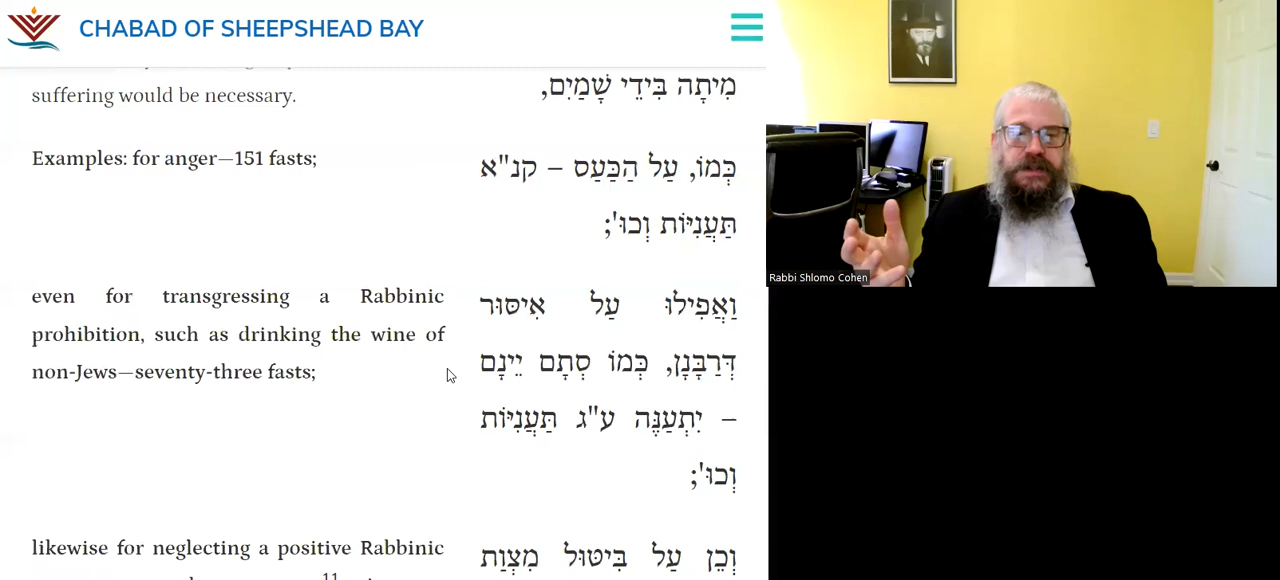 CHABAD OF SHEEPSHEAD BAY
suffering would be necessary.
מִיתָה בִּידֵי שָׁמַיִם,
Examples: for anger—151 fasts;
כְּמוֹ, עַל הַכַּעַס – קנ"א
תַּעֲנִיּוֹת וְכוּ';
even for transgressing a Rabbinic
prohibition, such as drinking the wine of
non-Jews—seventy-three fasts;
וַאֲפִילוּ עַל אִיסּוּר
דְּרַבָּנָן, כְּמוֹ סְתָם יֵינָם
– יִתְעַנֶּה ע"ג תַּעֲנִיּוֹת
וְכוּ';
likewise for neglecting a positive Rabbinic
11
וְכֵן עַל בִּיטּוּל מִצְוַת
Rabbi Shlomo Cohen